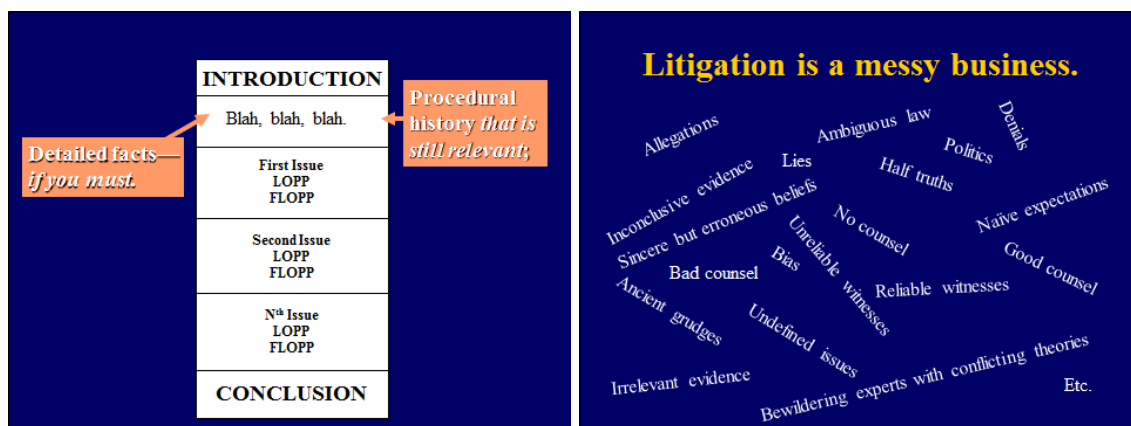 INTRODUCTION
Blah, blah, blah.
Procedural
history that is
still relevant;
Detailed facts—
if you must.
First Issue
LOPP
FLOPP
Second Issue
LOPP
FLOPP
Nth Issue
LOPP
FLOPP
CONCLUSION
Litigation is a messy business.
Allegations
Ambiguous law
Denials
Lies
Politics
Half truths
Inconclusive evidence
Sincere but erroneous beliefs
Naïve expectations
No counsel
Unreliable witnesses
Bias
Good counsel
Bad counsel
Reliable witnesses
Ancient grudges
Undefined issues
Irrelevant evidence
Bewildering experts with conflicting theories
Etc.